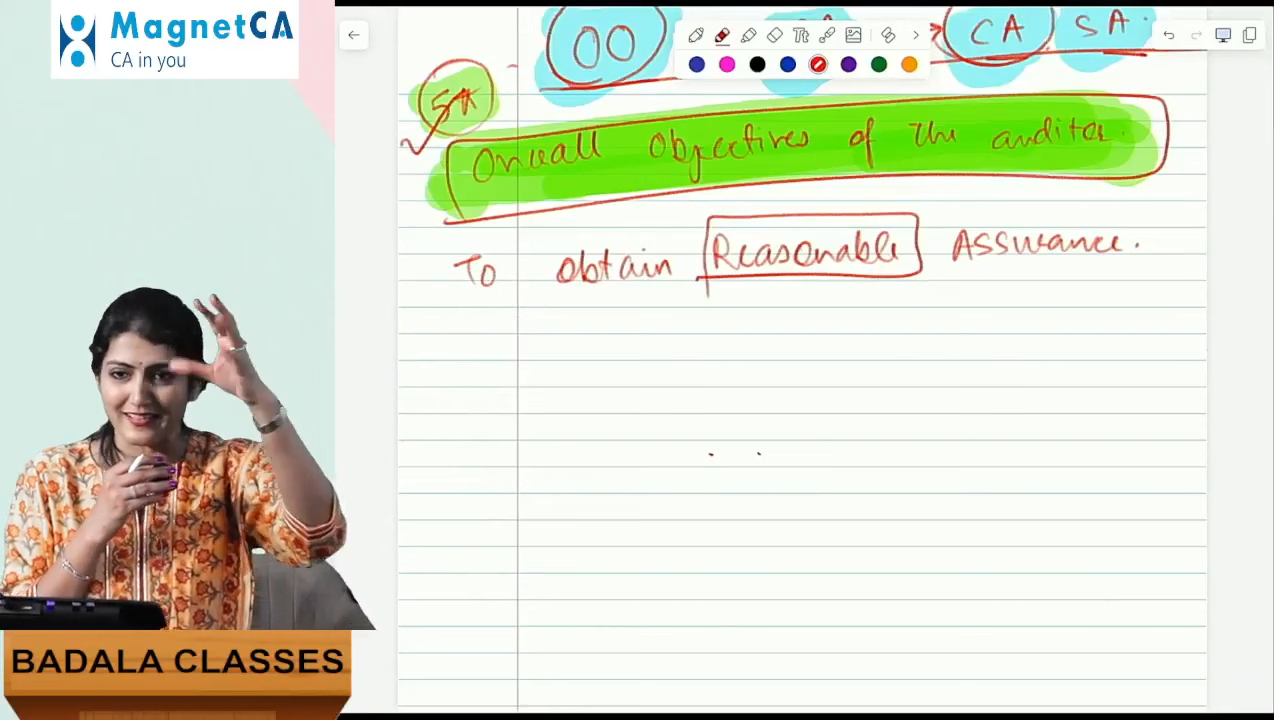 MagnetCA
CA in you
OO
CA SA
SA
Overall Objectives of the auditor.
To obtain Reasonable Assurance.
Tt
BADALA CLASSES